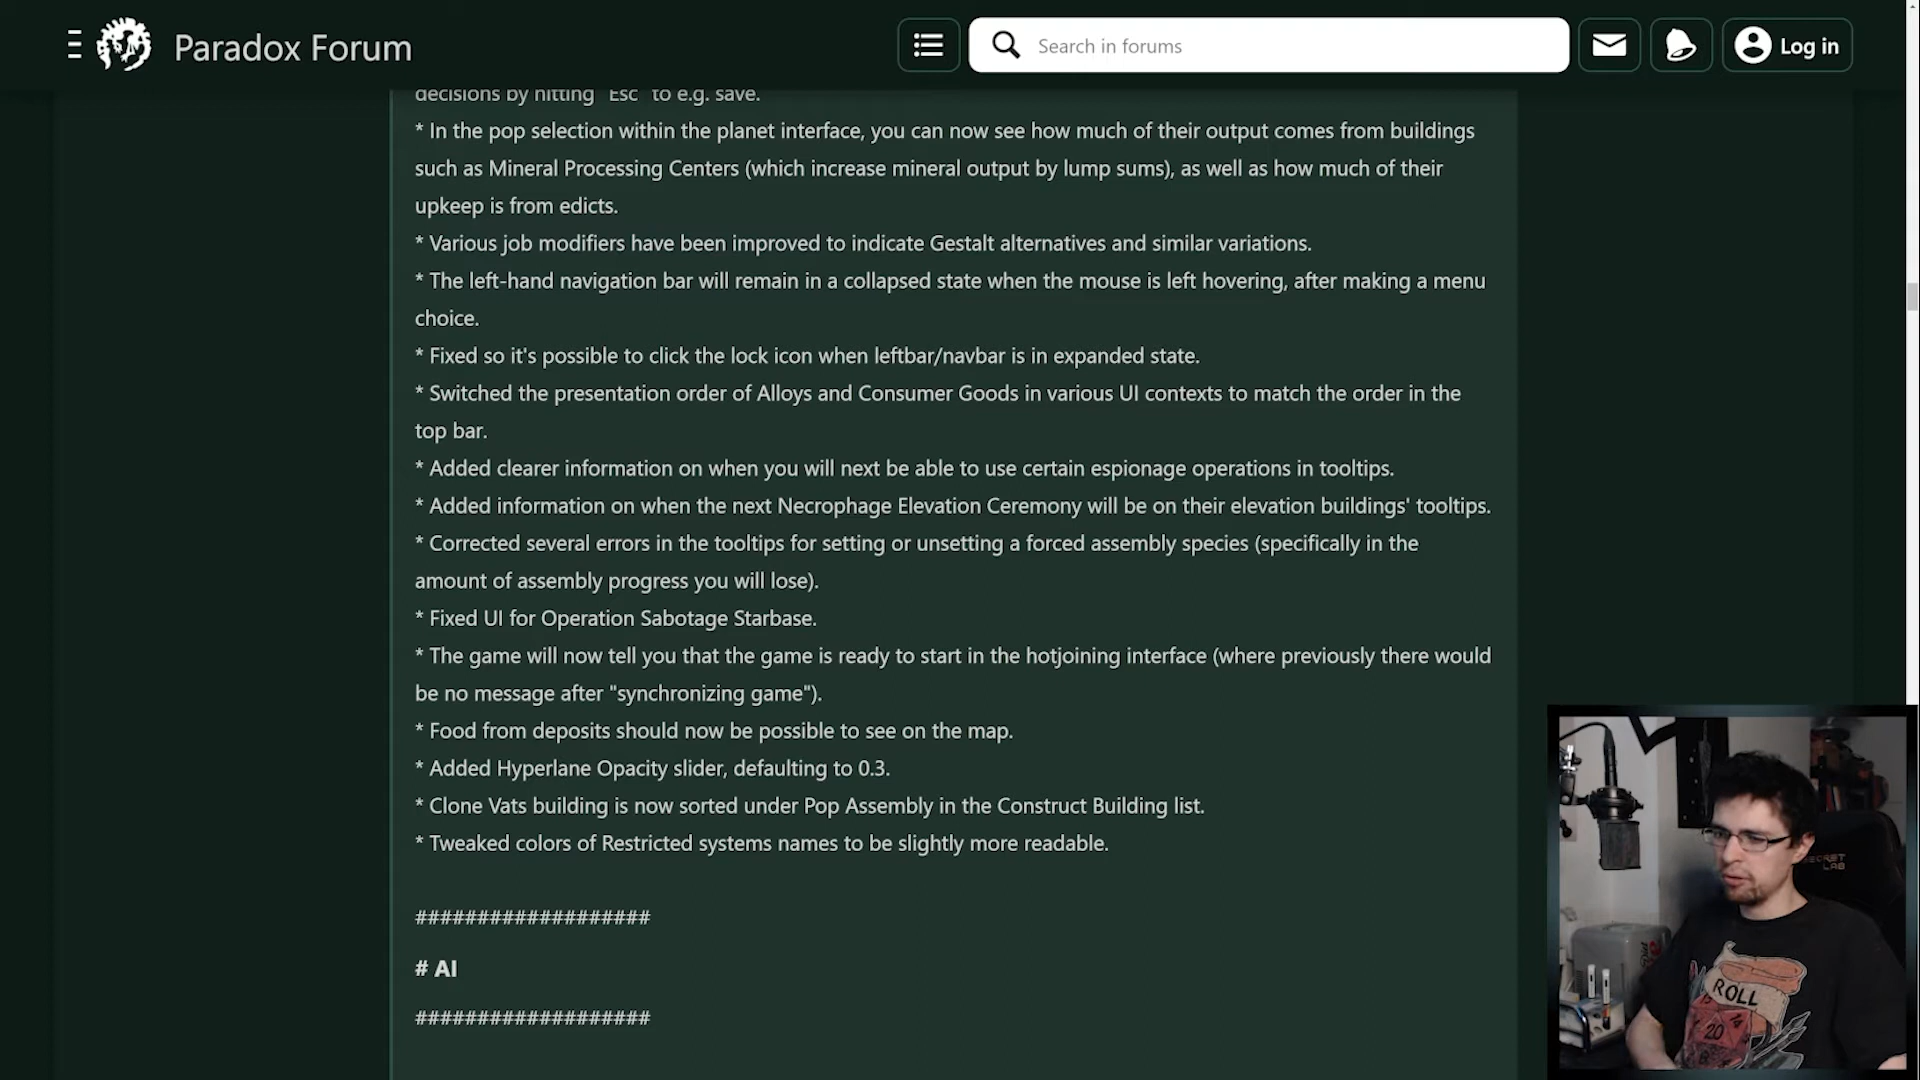 Paradox Forum
Search in forums
Log in
decisions by hitting "Esc" to e.g. save.
* In the pop selection within the planet interface, you can now see how much of their output comes from buildings
such as Mineral Processing Centers (which increase mineral output by lump sums), as well as how much of their
upkeep is from edicts.
* Various job modifiers have been improved to indicate Gestalt alternatives and similar variations.
* The left-hand navigation bar will remain in a collapsed state when the mouse is left hovering, after making a menu
choice.
* Fixed so it's possible to click the lock icon when leftbar/navbar is in expanded state.
* Switched the presentation order of Alloys and Consumer Goods in various UI contexts to match the order in the
top bar.
* Added clearer information on when you will next be able to use certain espionage operations in tooltips.
* Added information on when the next Necrophage Elevation Ceremony will be on their elevation buildings' tooltips.
* Corrected several errors in the tooltips for setting or unsetting a forced assembly species (specifically in the
amount of assembly progress you will lose).
* Fixed UI for Operation Sabotage Starbase.
* The game will now tell you that the game is ready to start in the hotjoining interface (where previously there would
be no message after "synchronizing game").
* Food from deposits should now be possible to see on the map.
* Added Hyperlane Opacity slider, defaulting to 0.3.
* Clone Vats building is now sorted under Pop Assembly in the Construct Building list.
* Tweaked colors of Restricted systems names to be slightly more readable.
###################
# AI
###################
SECRET
LAB
ROLL
20